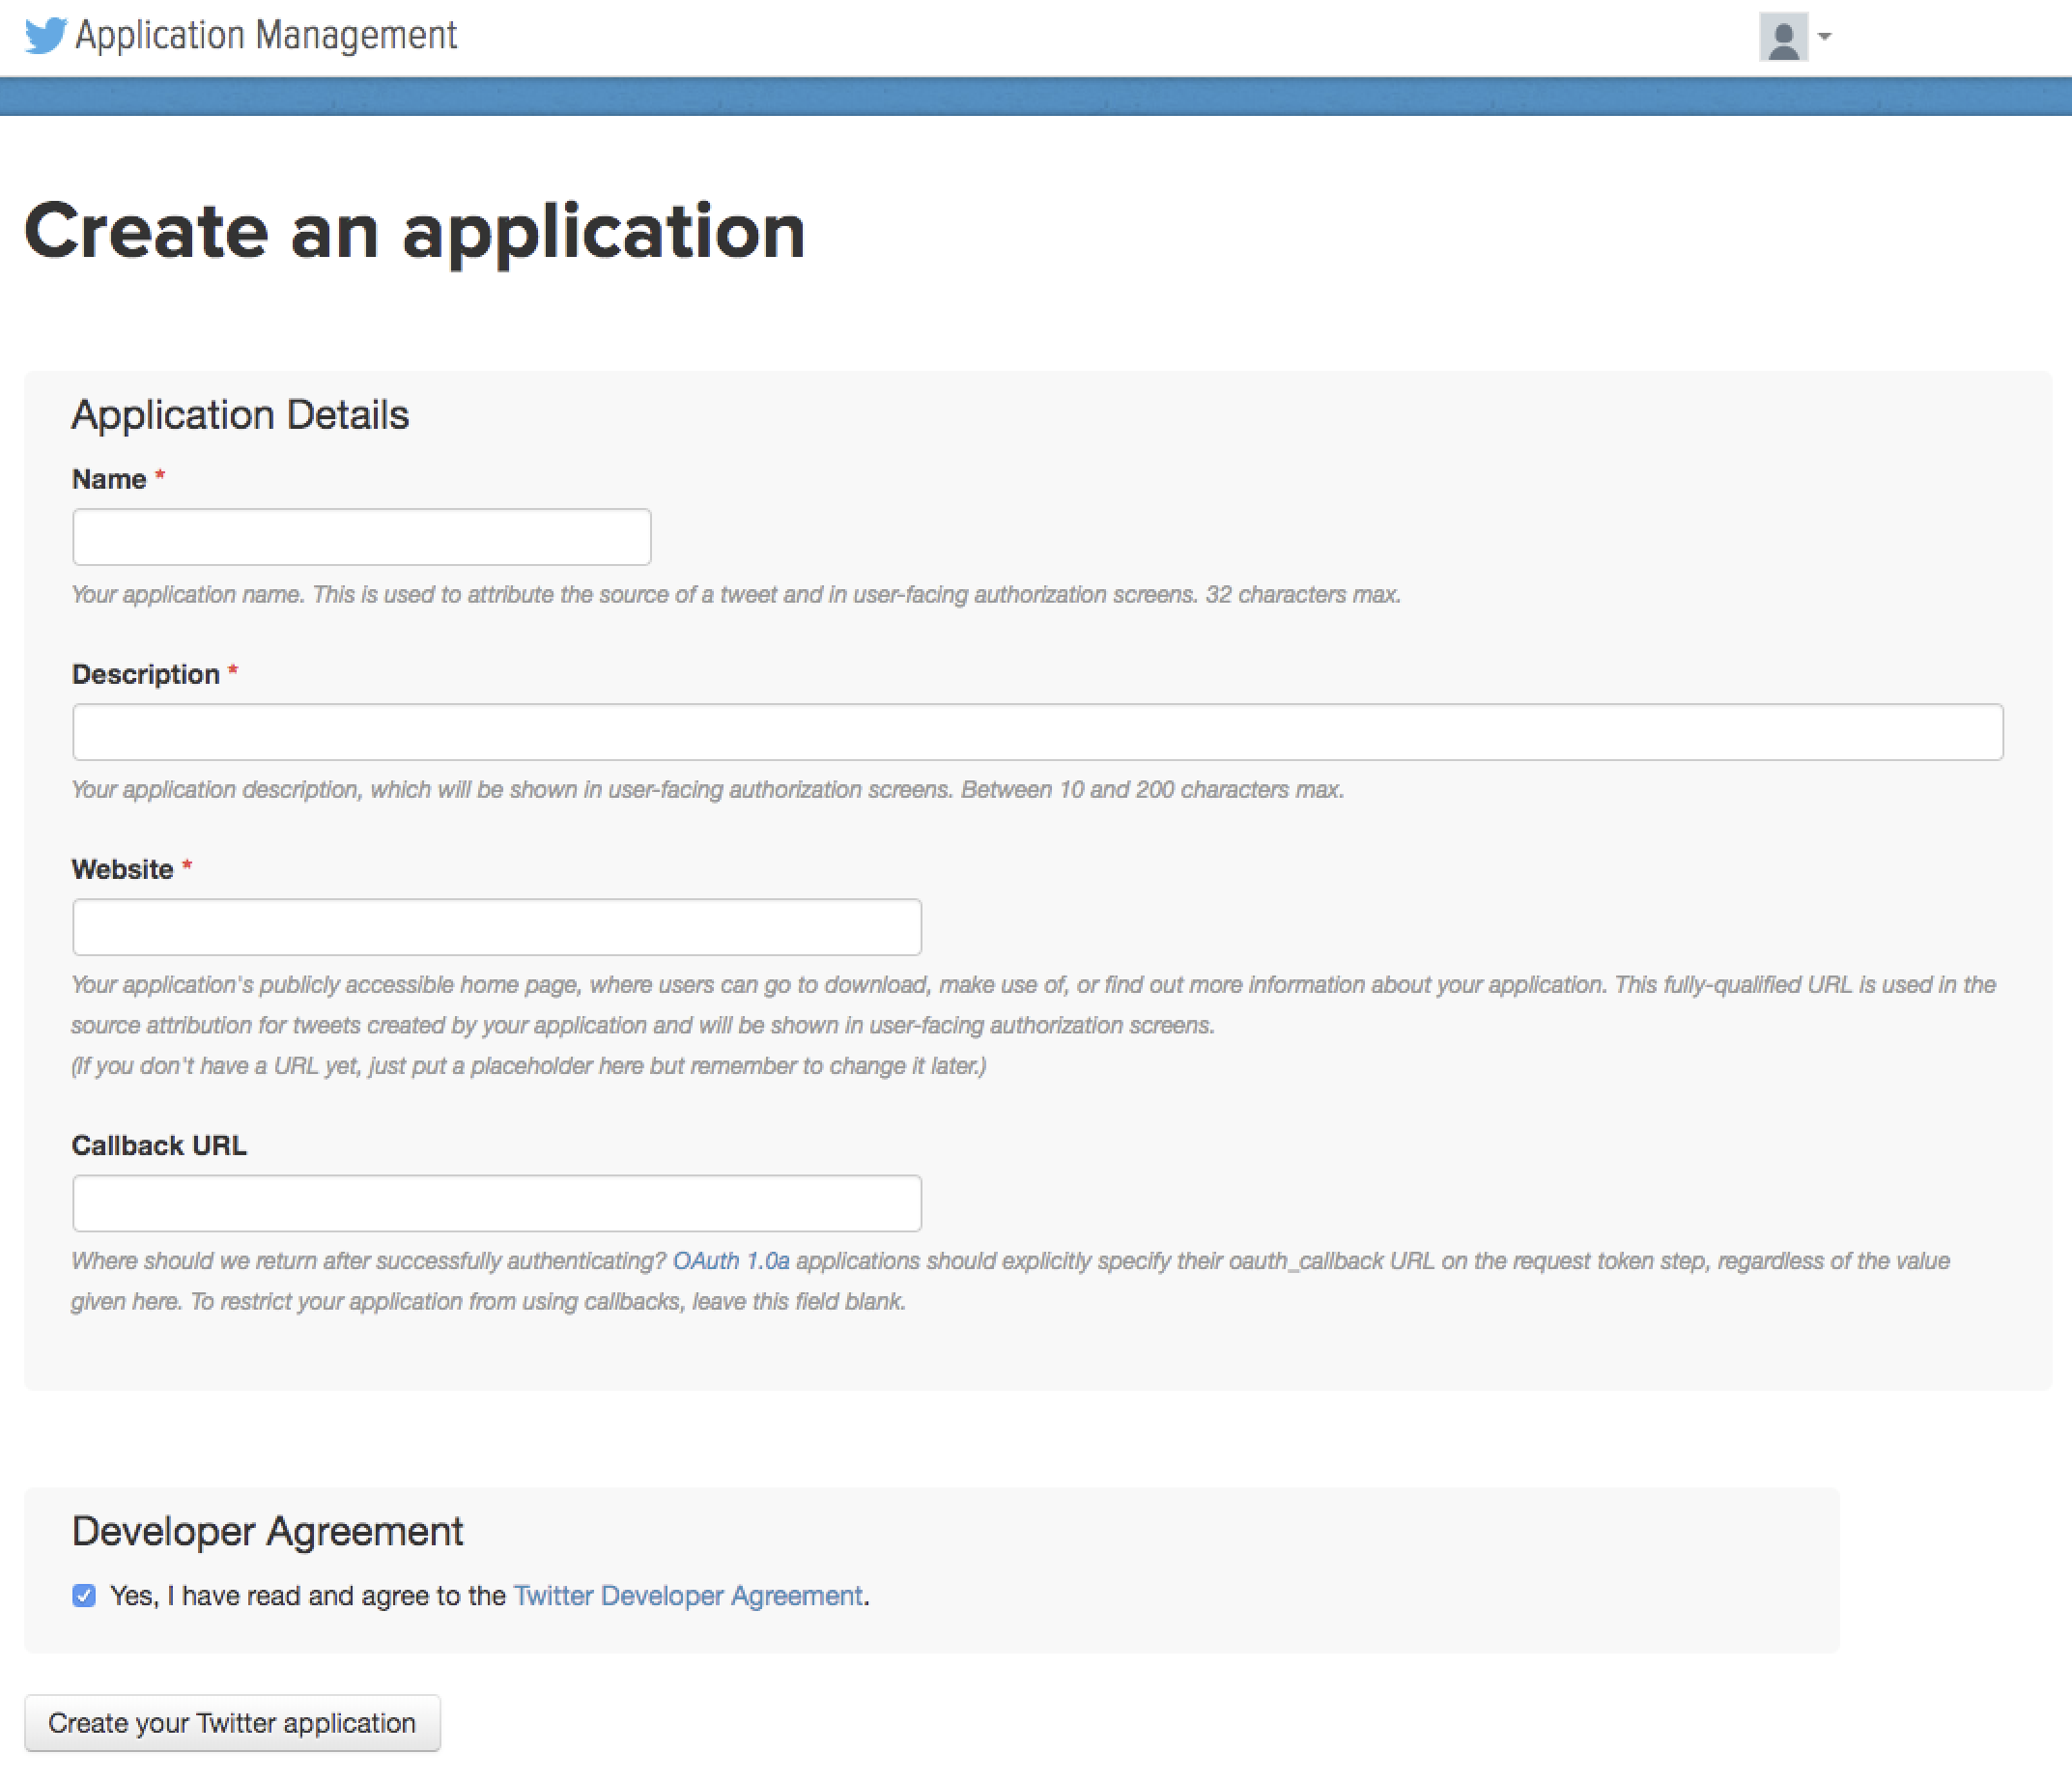 Application Management
Create an application
Application Details
Name *
Your application name. This is used to attribute the source of a tweet and in user-facing authorization screens. 32 characters max.
Description *
Your application description, which will be shown in user-facing authorization screens. Between 10 and 200 characters max.
Website *
Your application's publicly accessible home page, where users can go to download, make use of, or find out more information about your application. This fully-qualified URL is used in the
source attribution for tweets created by your application and will be shown in user-facing authorization screens.
(If you don't have a URL yet, just put a placeholder here but remember to change it later.)
Callback URL
Where should we return after successfully authenticating? OAuth 1.0a applications should explicitly specify their oauth_callback URL on the request token step, regardless of the value
given here. To restrict your application from using callbacks, leave this field blank.
Developer Agreement
Yes, I have read and agree to the Twitter Developer Agreement.
Create your Twitter application